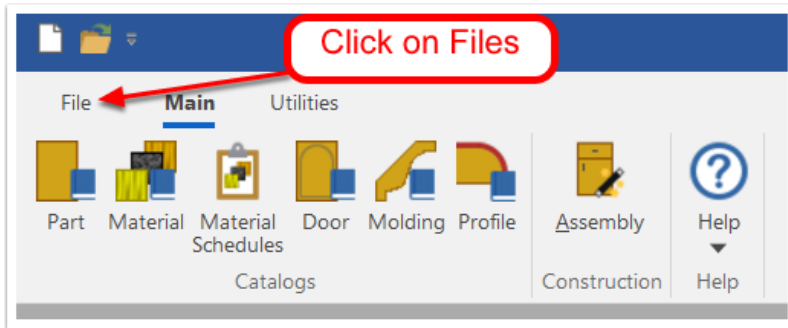 Click on Files
File Main Utilities
Part Material Material Schedules Door Molding Profile Assembly Help
Catalogs Construction Help